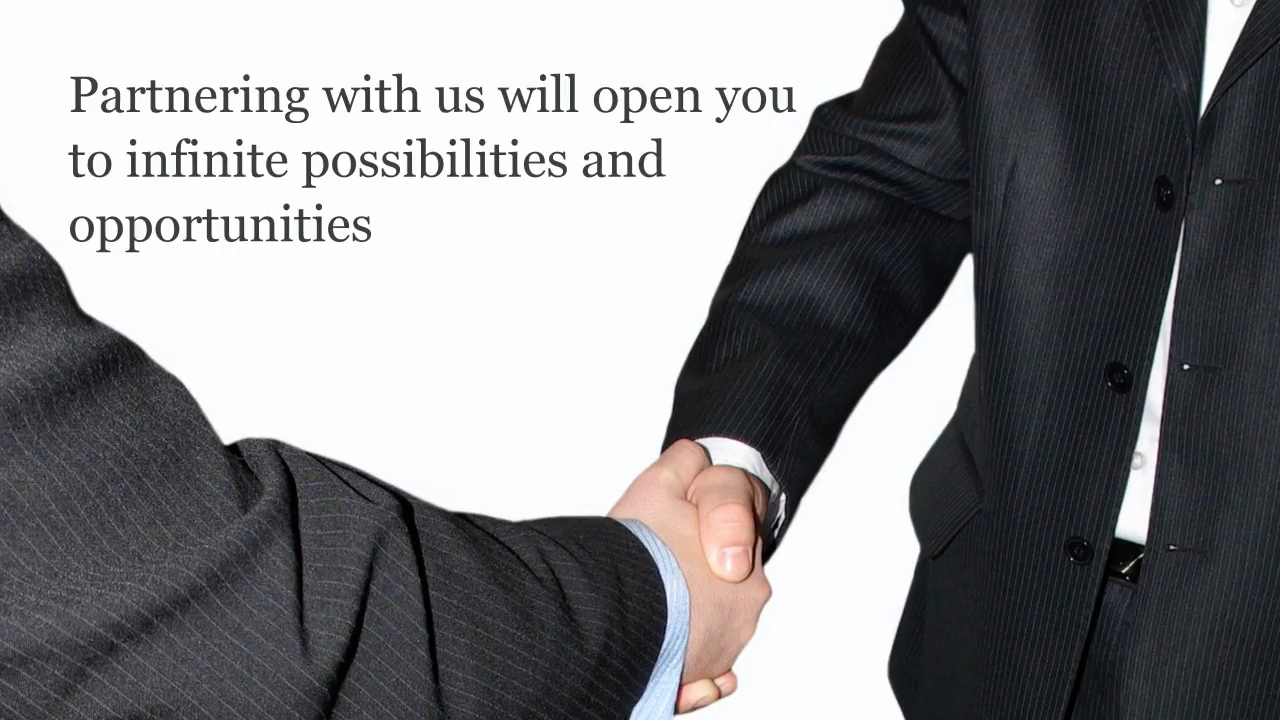 Partnering with us will open you
to infinite possibilities and
opportunities